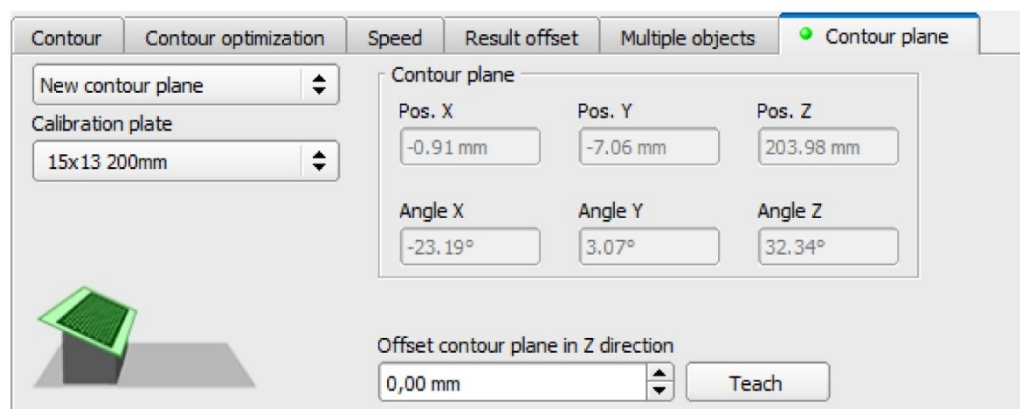 Contour Contour optimization Speed Result offset Multiple objects Contour plane
New contour plane
Calibration plate
15x13 200mm
Contour plane
Pos. X Pos. Y Pos. Z
-0.91 mm -7.06 mm 203.98 mm
Angle X Angle Y Angle Z
-23.19° 3.07° 32.34°
Offset contour plane in Z direction
0,00 mm Teach